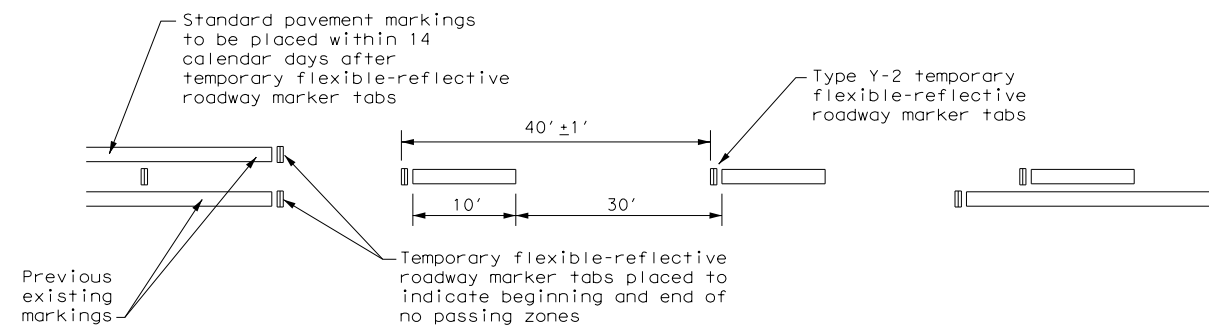 Standard pavement markings
to be placed within 14
calendar days after
temporary flexible-reflective
roadway marker tabs
Type Y-2 temporary
flexible-reflective
roadway marker tabs
40' ±1'
10'
30'
Previous
existing
markings
Temporary flexible-reflective
roadway marker tabs placed to
indicate beginning and end of
no passing zones